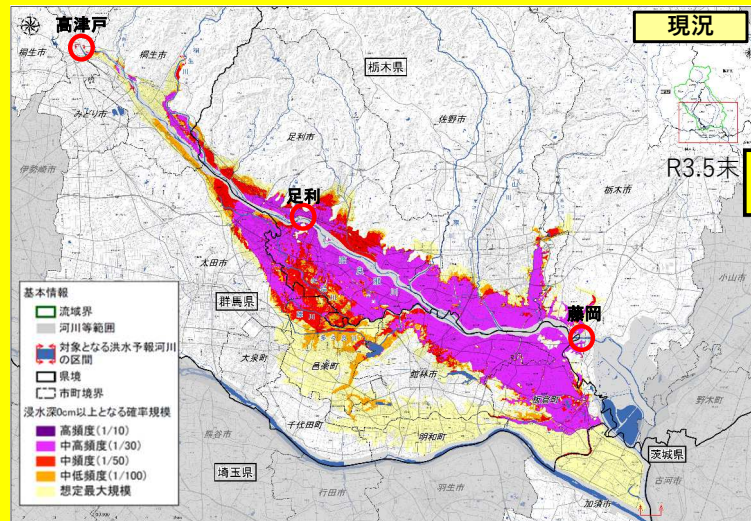 高津戸
現況
桐生市
桐生市
栃木県
みどり市
足利市
佐野市
R3.5末
伊勢崎市
足利
栃木市
太田市
小山市
基本情報
流域界
河川等範囲
対象となる洪水予報河川
の区間
県境
市町境界
浸水深0cm以上となる確率規模
高頻度(1/10)
中高頻度(1/30)
中頻度(1/50)
中低頻度(1/100)
想定最大規模
群馬県
藤岡
大泉町
邑楽町
館林市
板倉町
野木町
千代田町
熊谷市
明和町
茨城県
埼玉県
古河市
行田市
羽生市
加須市